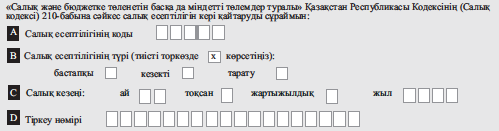 «Салық және бюджетке төленетін басқа да міндетті төлемдер туралы» Қазақстан Республикасы Кодексінің (Салық
кодексі) 210-бабына сәйкес салық есептілігін кері қайтаруды сұраймын:
A Салық есептілігінің коды
B Салық есептілігінің түрі (тиісті торкөзде x көрсетіңіз):
бастапқы кезекті тарату
C Салық кезеңі: ай тоқсан жартыжылдық жыл
D Тіркеу нөмірі